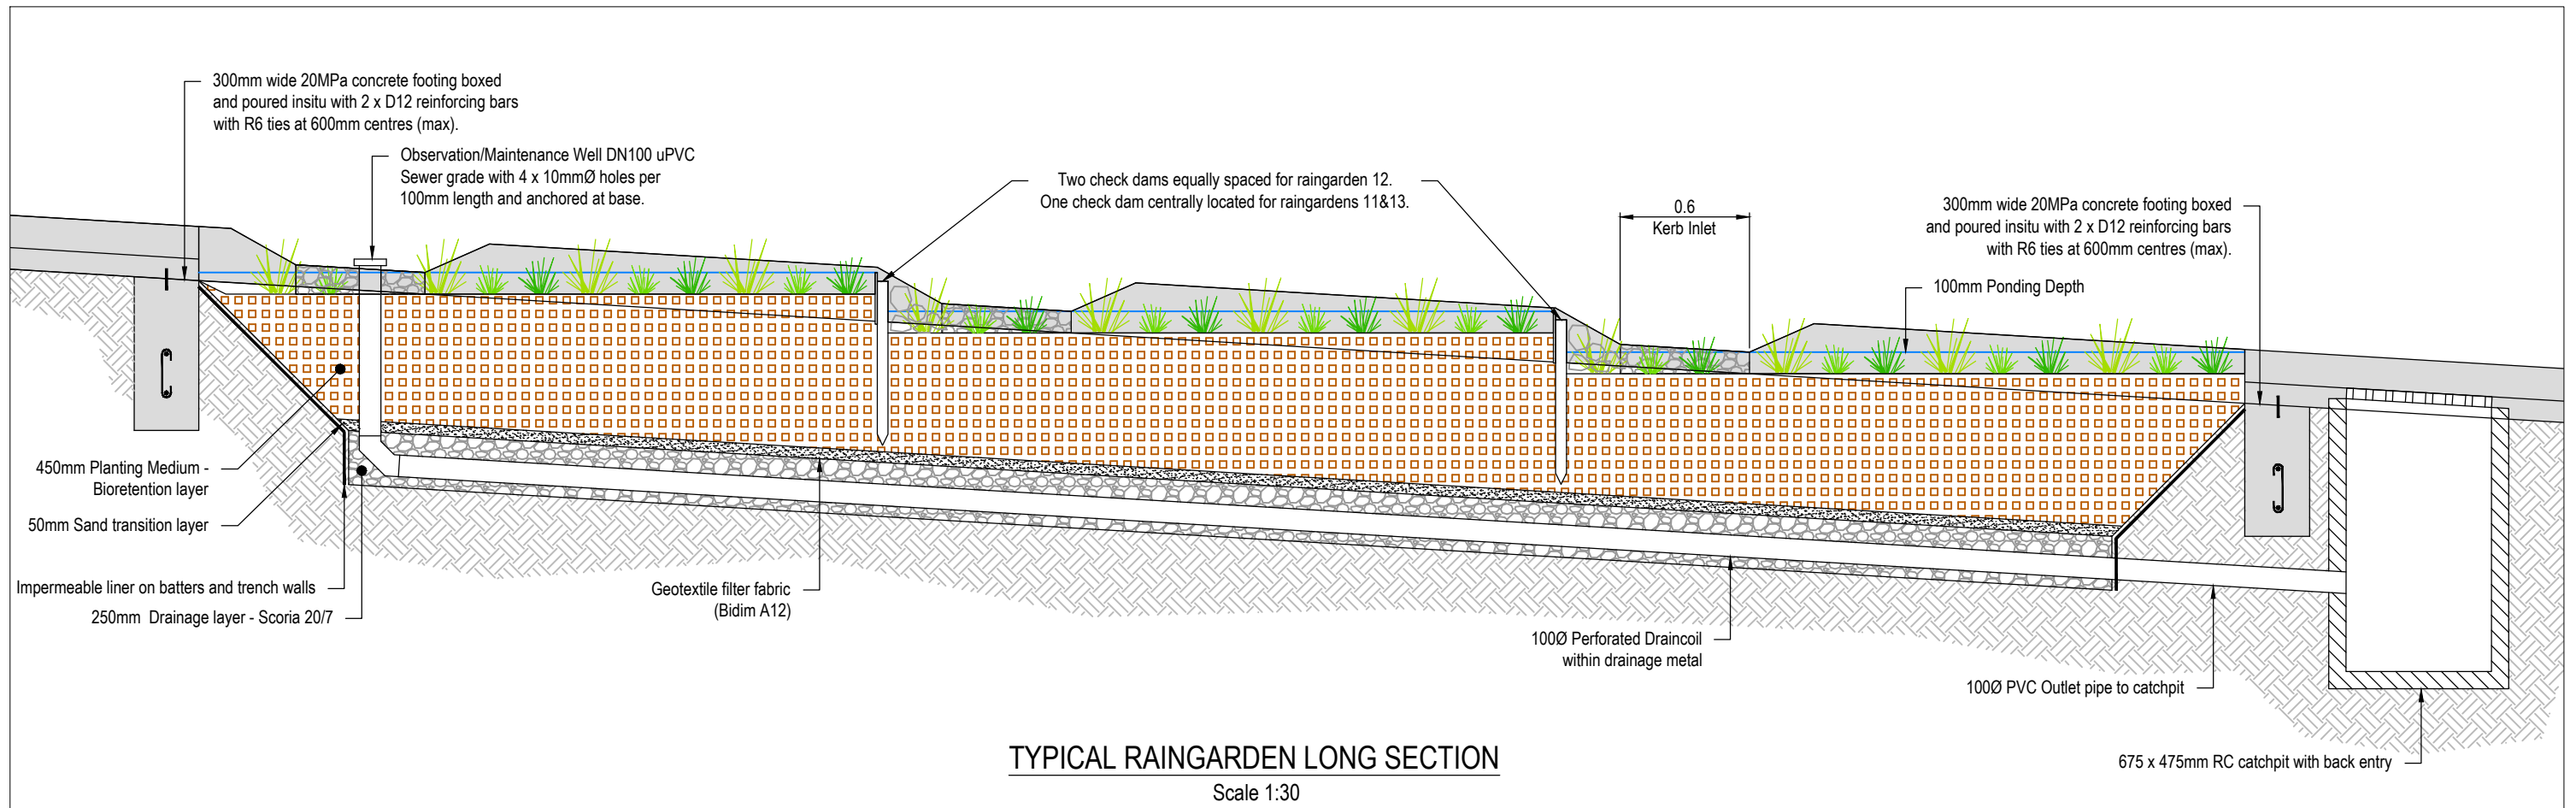 300mm wide 20MPa concrete footing boxed
and poured insitu with 2 x D12 reinforcing bars
with R6 ties at 600mm centres (max).
Observation/Maintenance Well DN100 uPVC
Sewer grade with 4 x 10mmØ holes per
100mm length and anchored at base.
Two check dams equally spaced for raingarden 12.
One check dam centrally located for raingardens 11&13.
0.6
Kerb Inlet
300mm wide 20MPa concrete footing boxed
and poured insitu with 2 x D12 reinforcing bars
with R6 ties at 600mm centres (max).
100mm Ponding Depth
450mm Planting Medium -
Bioretention layer
50mm Sand transition layer
Impermeable liner on batters and trench walls
250mm Drainage layer - Scoria 20/7
Geotextile filter fabric
(Bidim A12)
100Ø Perforated Draincoil
within drainage metal
100Ø PVC Outlet pipe to catchpit
675 x 475mm RC catchpit with back entry
TYPICAL RAINGARDEN LONG SECTION
Scale 1:30